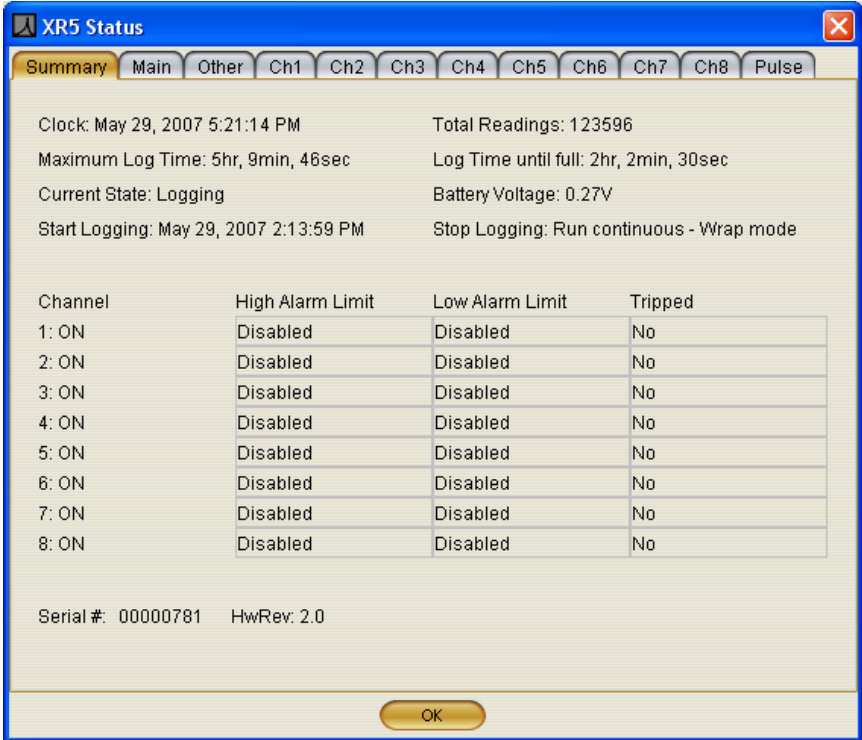 XR5 Status
Summary Main Other Ch1 Ch2 Ch3 Ch4 Ch5 Ch6 Ch7 Ch8 Pulse
Clock: May 29, 2007 5:21:14 PM Total Readings: 123596
Maximum Log Time: 5hr, 9min, 46sec Log Time until full: 2hr, 2min, 30sec
Current State: Logging Battery Voltage: 0.27V
Start Logging: May 29, 2007 2:13:59 PM Stop Logging: Run continuous - Wrap mode
Channel High Alarm Limit Low Alarm Limit Tripped
1: ON Disabled Disabled No
2: ON Disabled Disabled No
3: ON Disabled Disabled No
4: ON Disabled Disabled No
5: ON Disabled Disabled No
6: ON Disabled Disabled No
7: ON Disabled Disabled No
8: ON Disabled Disabled No
Serial #: 00000781 HwRev: 2.0
OK